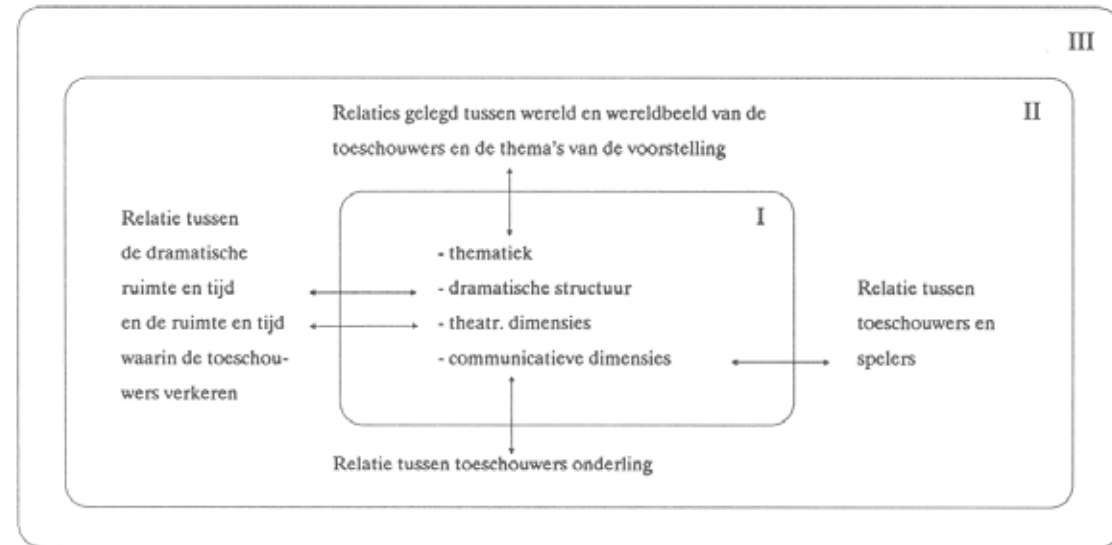 III
II
Relaties gelegd tussen wereld en wereldbeeld van de
toeschouwers en de thema's van de voorstelling
I
Relatie tussen
de dramatische
ruimte en tijd
en de ruimte en tijd
waarin de toeschou-
wers verkeren
- thematiek
- dramatische structuur
- theatr. dimensies
- communicatieve dimensies
Relatie tussen
toeschouwers en
spelers
Relatie tussen toeschouwers onderling